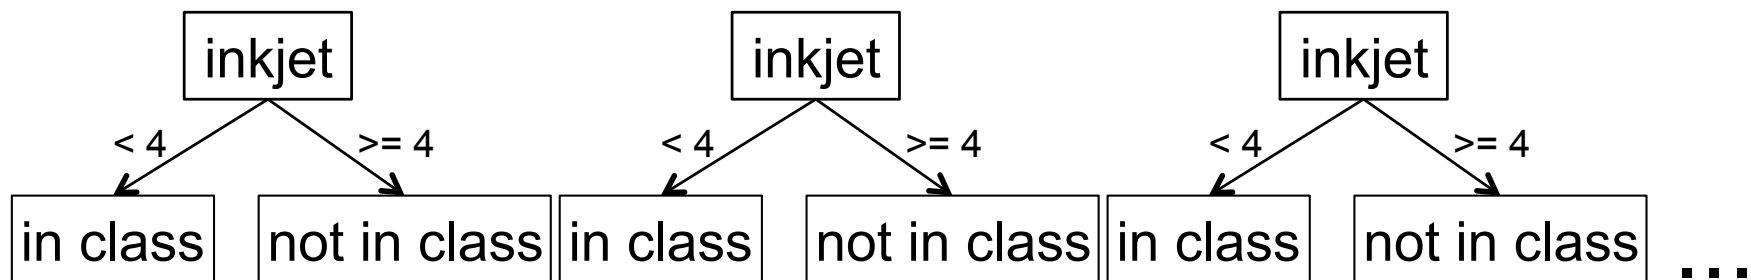 inkjet inkjet inkjet
< 4 >= 4 < 4 >= 4 < 4 >= 4
in class not in class in class not in class in class not in class ...